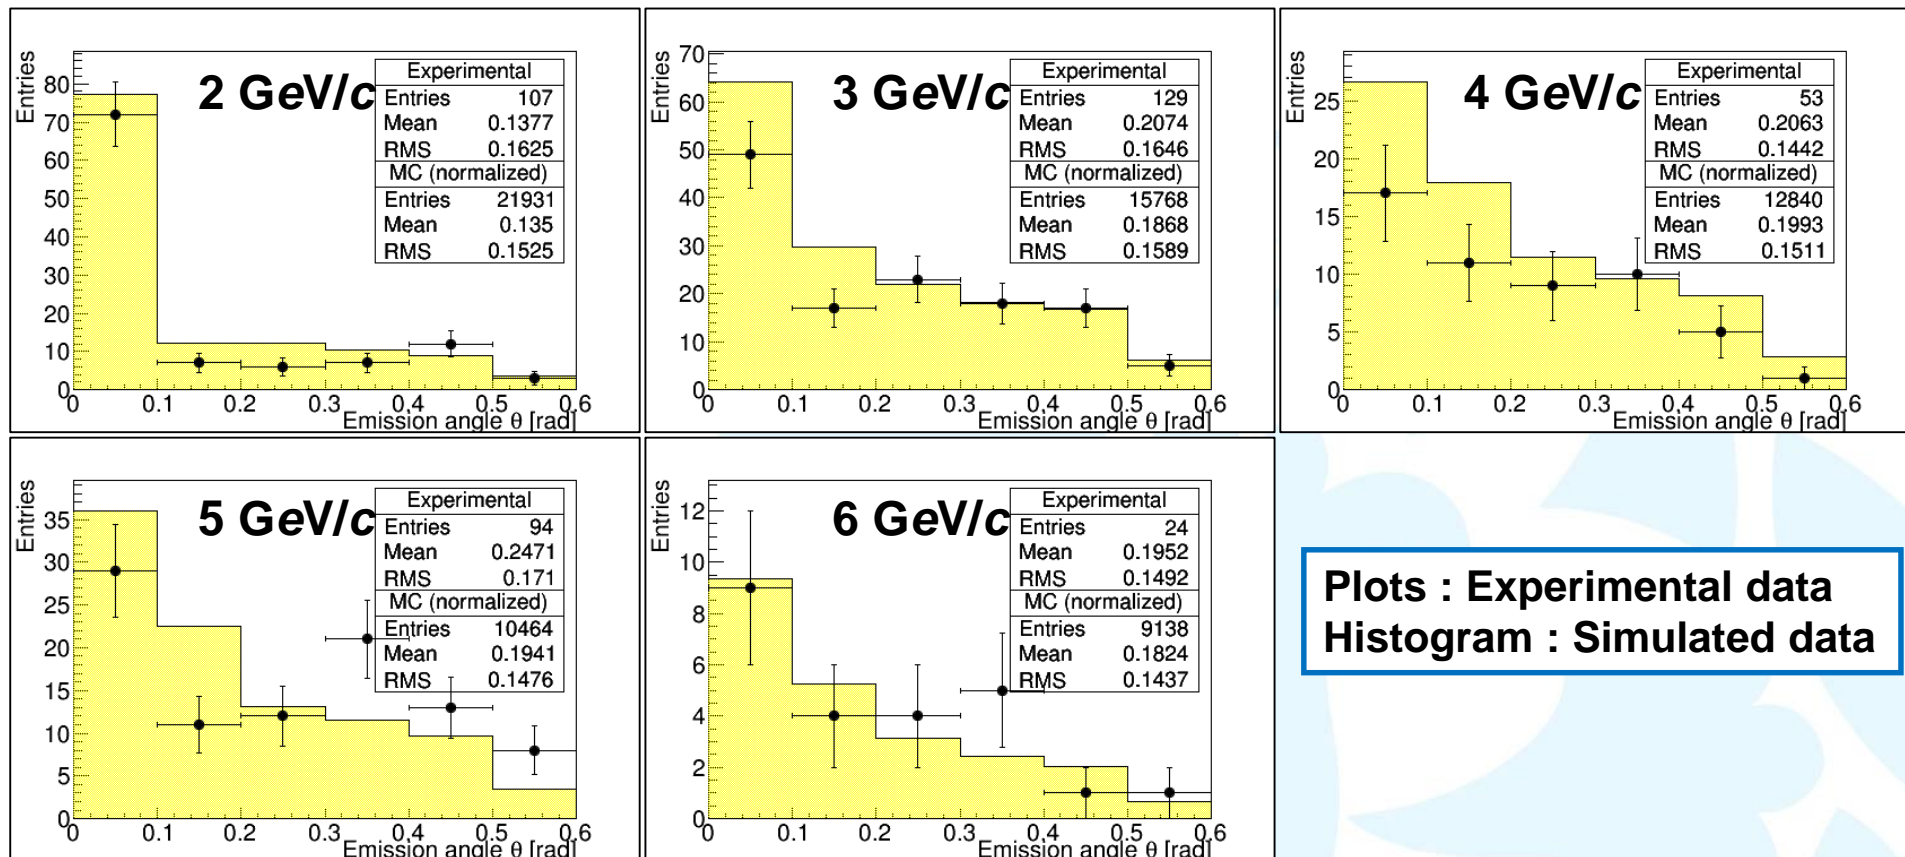 Entries
2 GeV/c
Experimental
Entries 107
Mean 0.1377
RMS 0.1625
MC (normalized)
Entries 21931
Mean 0.135
RMS 0.1525
80
70
60
50
40
30
20
10
0
0 0.1 0.2 0.3 0.4 0.5 0.6
Emission angle θ [rad]
Entries
3 GeV/c
Experimental
Entries 129
Mean 0.2074
RMS 0.1646
MC (normalized)
Entries 15768
Mean 0.1868
RMS 0.1589
70
60
50
40
30
20
10
0
0 0.1 0.2 0.3 0.4 0.5 0.6
Emission angle θ [rad]
Entries
4 GeV/c
Experimental
Entries 53
Mean 0.2063
RMS 0.1442
MC (normalized)
Entries 12840
Mean 0.1993
RMS 0.1511
25
20
15
10
5
0
0 0.1 0.2 0.3 0.4 0.5 0.6
Emission angle θ [rad]
Entries
5 GeV/c
Experimental
Entries 94
Mean 0.2471
RMS 0.171
MC (normalized)
Entries 10464
Mean 0.1941
RMS 0.1476
35
30
25
20
15
10
5
0
0 0.1 0.2 0.3 0.4 0.5 0.6
Emission angle θ [rad]
Entries
6 GeV/c
Experimental
Entries 24
Mean 0.1952
RMS 0.1492
MC (normalized)
Entries 9138
Mean 0.1824
RMS 0.1437
12
10
8
6
4
2
0
0 0.1 0.2 0.3 0.4 0.5 0.6
Emission angle θ [rad]
Plots : Experimental data
Histogram : Simulated data